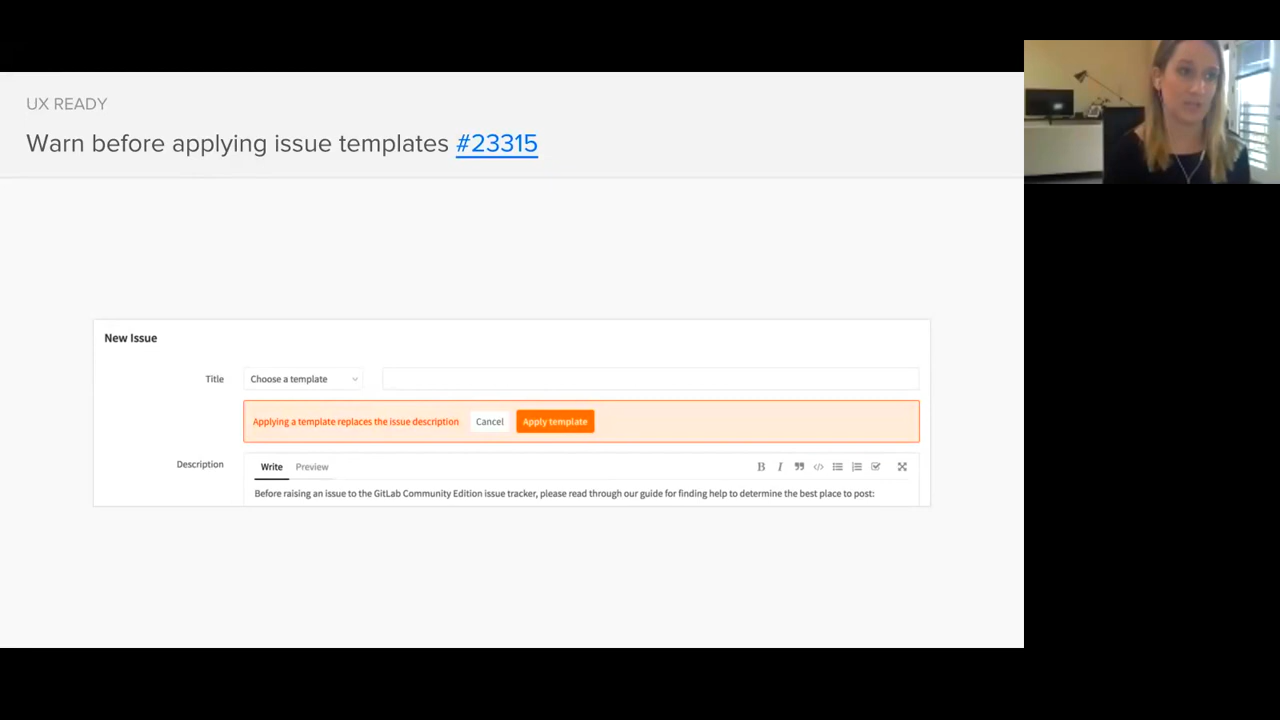 UX READY
Warn before applying issue templates #23315
New Issue
Title Choose a template
Applying a template replaces the issue description Cancel Apply template
Description Write Preview
Before raising an issue to the GitLab Community Edition issue tracker, please read through our guide for finding help to determine the best place to post: